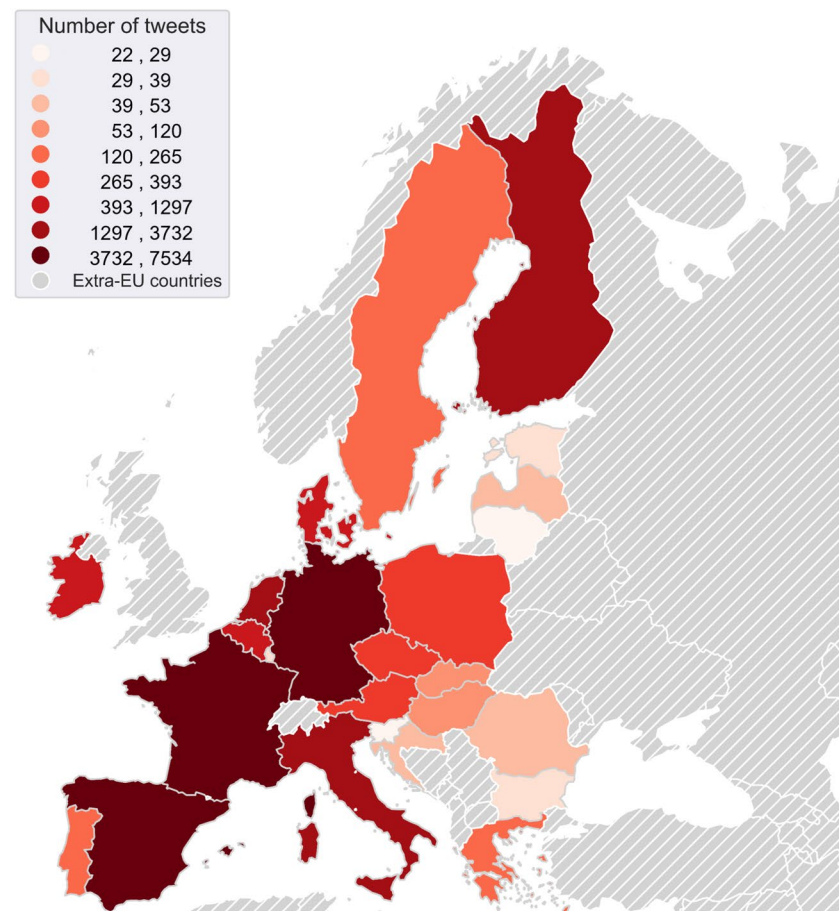 Number of tweets
22 , 29
29 , 39
39 , 53
53 , 120
120 , 265
265 , 393
393 , 1297
1297 , 3732
3732 , 7534
Extra-EU countries